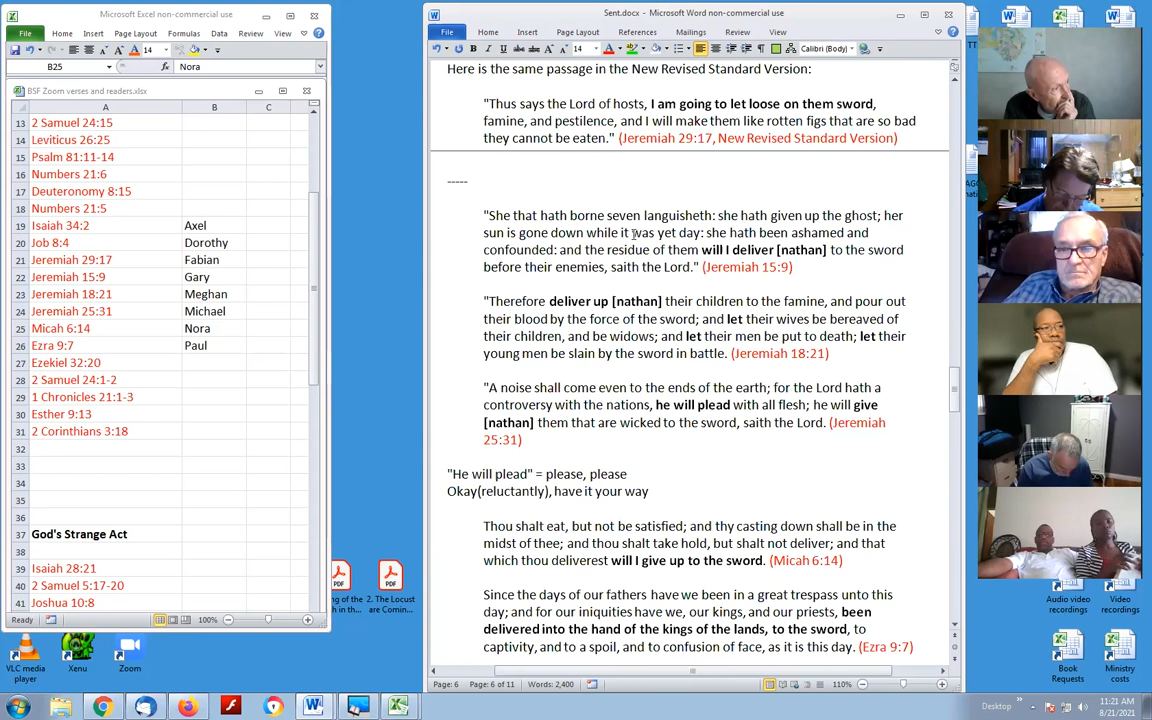 Microsoft Excel non-commercial use
File Home Insert Page Layout Formulas Data Review View
14
B25 fx Nora
BSF Zoom verses and readers.xlsx
A B C
13 2 Samuel 24:15
14 Leviticus 26:25
15 Psalm 81:11-14
16 Numbers 21:6
17 Deuteronomy 8:15
18 Numbers 21:5
19 Isaiah 34:2 Axel
20 Job 8:4 Dorothy
21 Jeremiah 29:17 Fabian
22 Jeremiah 15:9 Gary
23 Jeremiah 18:21 Meghan
24 Jeremiah 25:31 Michael
25 Micah 6:14 Nora
26 Ezra 9:7 Paul
27 Ezekiel 32:20
28 2 Samuel 24:1-2
29 1 Chronicles 21:1-3
30 Esther 9:13
31 2 Corinthians 3:18
32
33
34
35
36
37 God's Strange Act
38
39 Isaiah 28:21
40 2 Samuel 5:17-20
41 Joshua 10:8
Ready 100%
Sent.docx - Microsoft Word non-commercial use
File Home Insert Page Layout References Mailings Review View
14 Calibri (Body)
Here is the same passage in the New Revised Standard Version:
"Thus says the Lord of hosts, I am going to let loose on them sword,
famine, and pestilence, and I will make them like rotten figs that are so bad
they cannot be eaten." (Jeremiah 29:17, New Revised Standard Version)
-----
"She that hath borne seven languisheth: she hath given up the ghost; her
sun is gone down while it was yet day: she hath been ashamed and
confounded: and the residue of them will I deliver [nathan] to the sword
before their enemies, saith the Lord." (Jeremiah 15:9)
"Therefore deliver up [nathan] their children to the famine, and pour out
their blood by the force of the sword; and let their wives be bereaved of
their children, and be widows; and let their men be put to death; let their
young men be slain by the sword in battle. (Jeremiah 18:21)
"A noise shall come even to the ends of the earth; for the Lord hath a
controversy with the nations, he will plead with all flesh; he will give
[nathan] them that are wicked to the sword, saith the Lord. (Jeremiah
25:31)
"He will plead" = please, please
Okay(reluctantly), have it your way
Thou shalt eat, but not be satisfied; and thy casting down shall be in the
midst of thee; and thou shalt take hold, but shalt not deliver; and that
which thou deliverest will I give up to the sword. (Micah 6:14)
Since the days of our fathers have we been in a great trespass unto this
day; and for our iniquities have we, our kings, and our priests, been
delivered into the hand of the kings of the lands, to the sword, to
captivity, and to a spoil, and to confusion of face, as it is this day. (Ezra 9:7)
Page: 6 Page: 6 of 11 Words: 2,400 110%
PDF
PDF
ng of the
h in the...
2. The Locust
are Comin...
VLC media
player
Xenu
Zoom
Audio video
recordings
Video
recordings
Book
Requests
Ministry
costs
Desktop
11:21 AM
8/21/2021